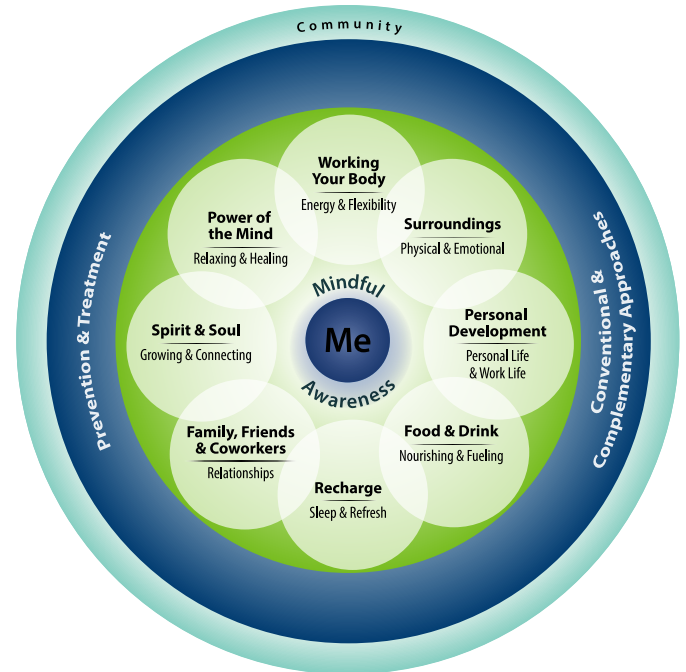 Community
Prevention & Treatment
Conventional &
Complementary Approaches
Working
Your Body
Energy & Flexibility
Surroundings
Physical & Emotional
Personal
Development
Personal Life
& Work Life
Food & Drink
Nourishing & Fueling
Recharge
Sleep & Refresh
Family, Friends
& Coworkers
Relationships
Spirit & Soul
Growing & Connecting
Power of
the Mind
Relaxing & Healing
Mindful
Me
Awareness